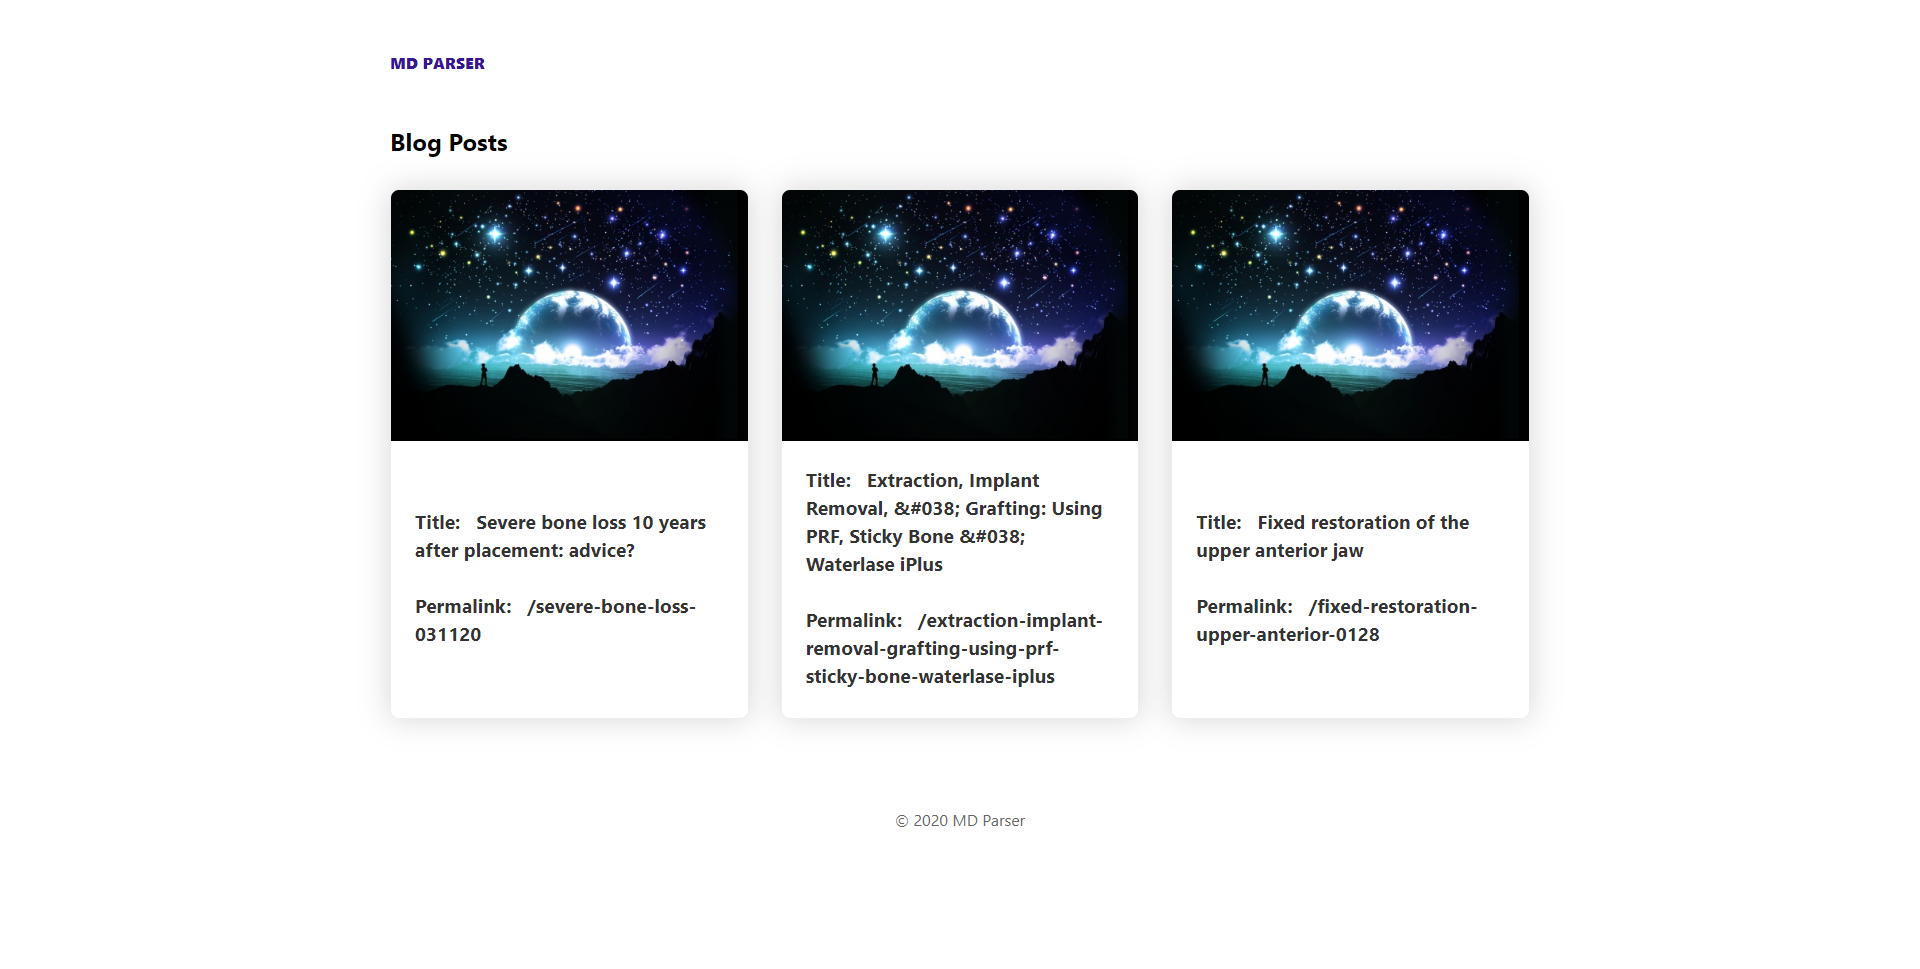 MD PARSER
Blog Posts
Title: Severe bone loss 10 years
after placement: advice?
Permalink: /severe-bone-loss-
031120
Title: Extraction, Implant
Removal, &#038; Grafting: Using
PRF, Sticky Bone &#038;
Waterlase iPlus
Permalink: /extraction-implant-
removal-grafting-using-prf-
sticky-bone-waterlase-iplus
Title: Fixed restoration of the
upper anterior jaw
Permalink: /fixed-restoration-
upper-anterior-0128
© 2020 MD Parser